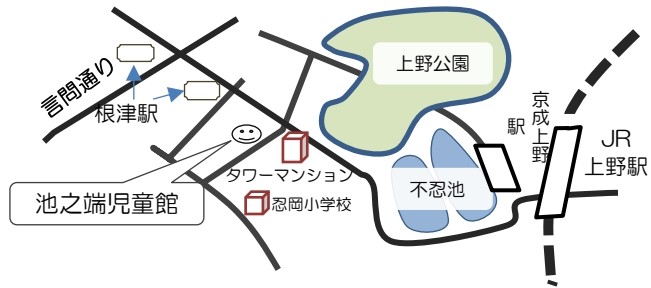 上野公園
言問通り
根津駅
京成上野
駅
JR
上野駅
タワーマンション
不忍池
池之端児童館
忍岡小学校